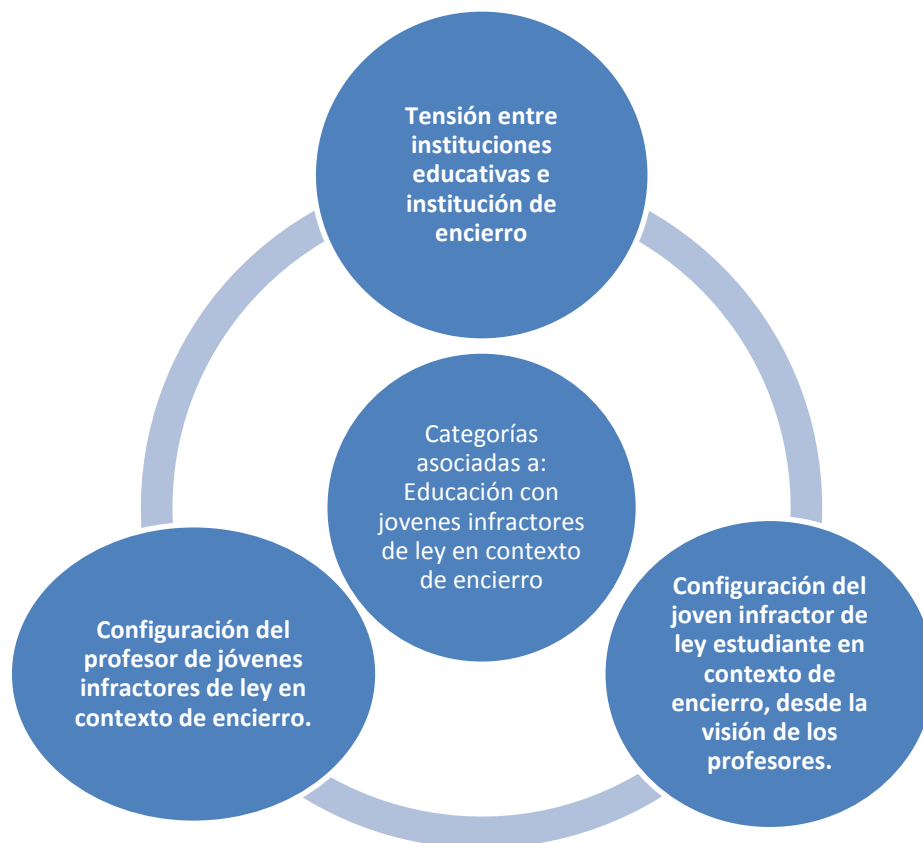 Tensión entre
instituciones
educativas e
institución de
encierro
Categorías
asociadas a:
Educación con
jovenes infractores
de ley en contexto
de encierro
Configuración del
profesor de jóvenes
infractores de ley en
contexto de encierro.
Configuración del
joven infractor de
ley estudiante en
contexto de
encierro, desde la
visión de los
profesores.